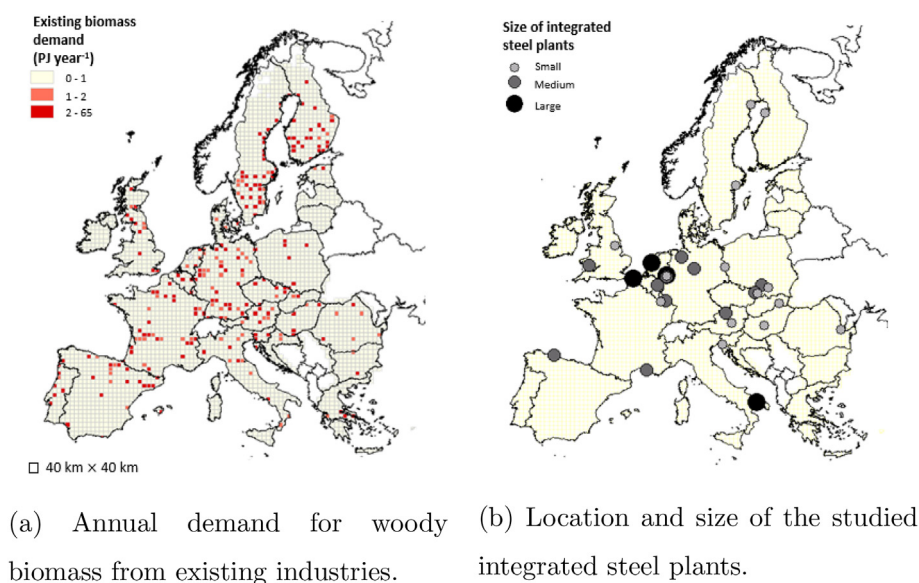 Existing biomass
demand
(PJ year⁻¹)
0 - 1
1 - 2
2 - 65
40 km × 40 km
Size of integrated
steel plants
Small
Medium
Large
(a) Annual demand for woody
biomass from existing industries.
(b) Location and size of the studied
integrated steel plants.